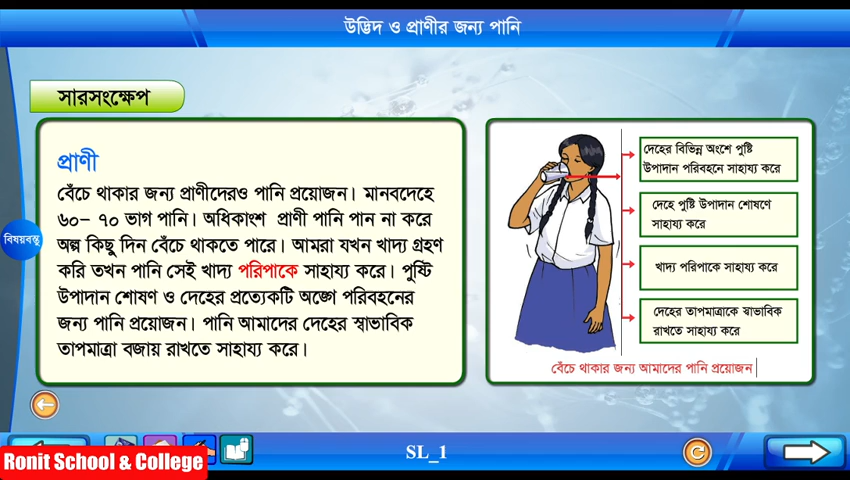 উদ্ভিদ ও প্রাণীর জন্য পানি
সারসংক্ষেপ
প্রাণী
বেঁচে থাকার জন্য প্রাণীদেরও পানি প্রয়োজন। মানবদেহে
৬০– ৭০ ভাগ পানি। অধিকাংশ প্রাণী পানি পান না করে
অল্প কিছু দিন বেঁচে থাকতে পারে। আমরা যখন খাদ্য গ্রহণ
করি তখন পানি সেই খাদ্য পরিপাকে সাহায্য করে। পুষ্টি
উপাদান শোষণ ও দেহের প্রত্যেকটি অঙ্গে পরিবহনের
জন্য পানি প্রয়োজন। পানি আমাদের দেহের স্বাভাবিক
তাপমাত্রা বজায় রাখতে সাহায্য করে।
দেহের বিভিন্ন অংশে পুষ্টি
উপাদান পরিবহনে সাহায্য করে
দেহে পুষ্টি উপাদান শোষণে
সাহায্য করে
খাদ্য পরিপাকে সাহায্য করে
দেহের তাপমাত্রাকে স্বাভাবিক
রাখতে সাহায্য করে
বেঁচে থাকার জন্য আমাদের পানি প্রয়োজন
বিষয়বস্তু
SL_1
Ronit School & College